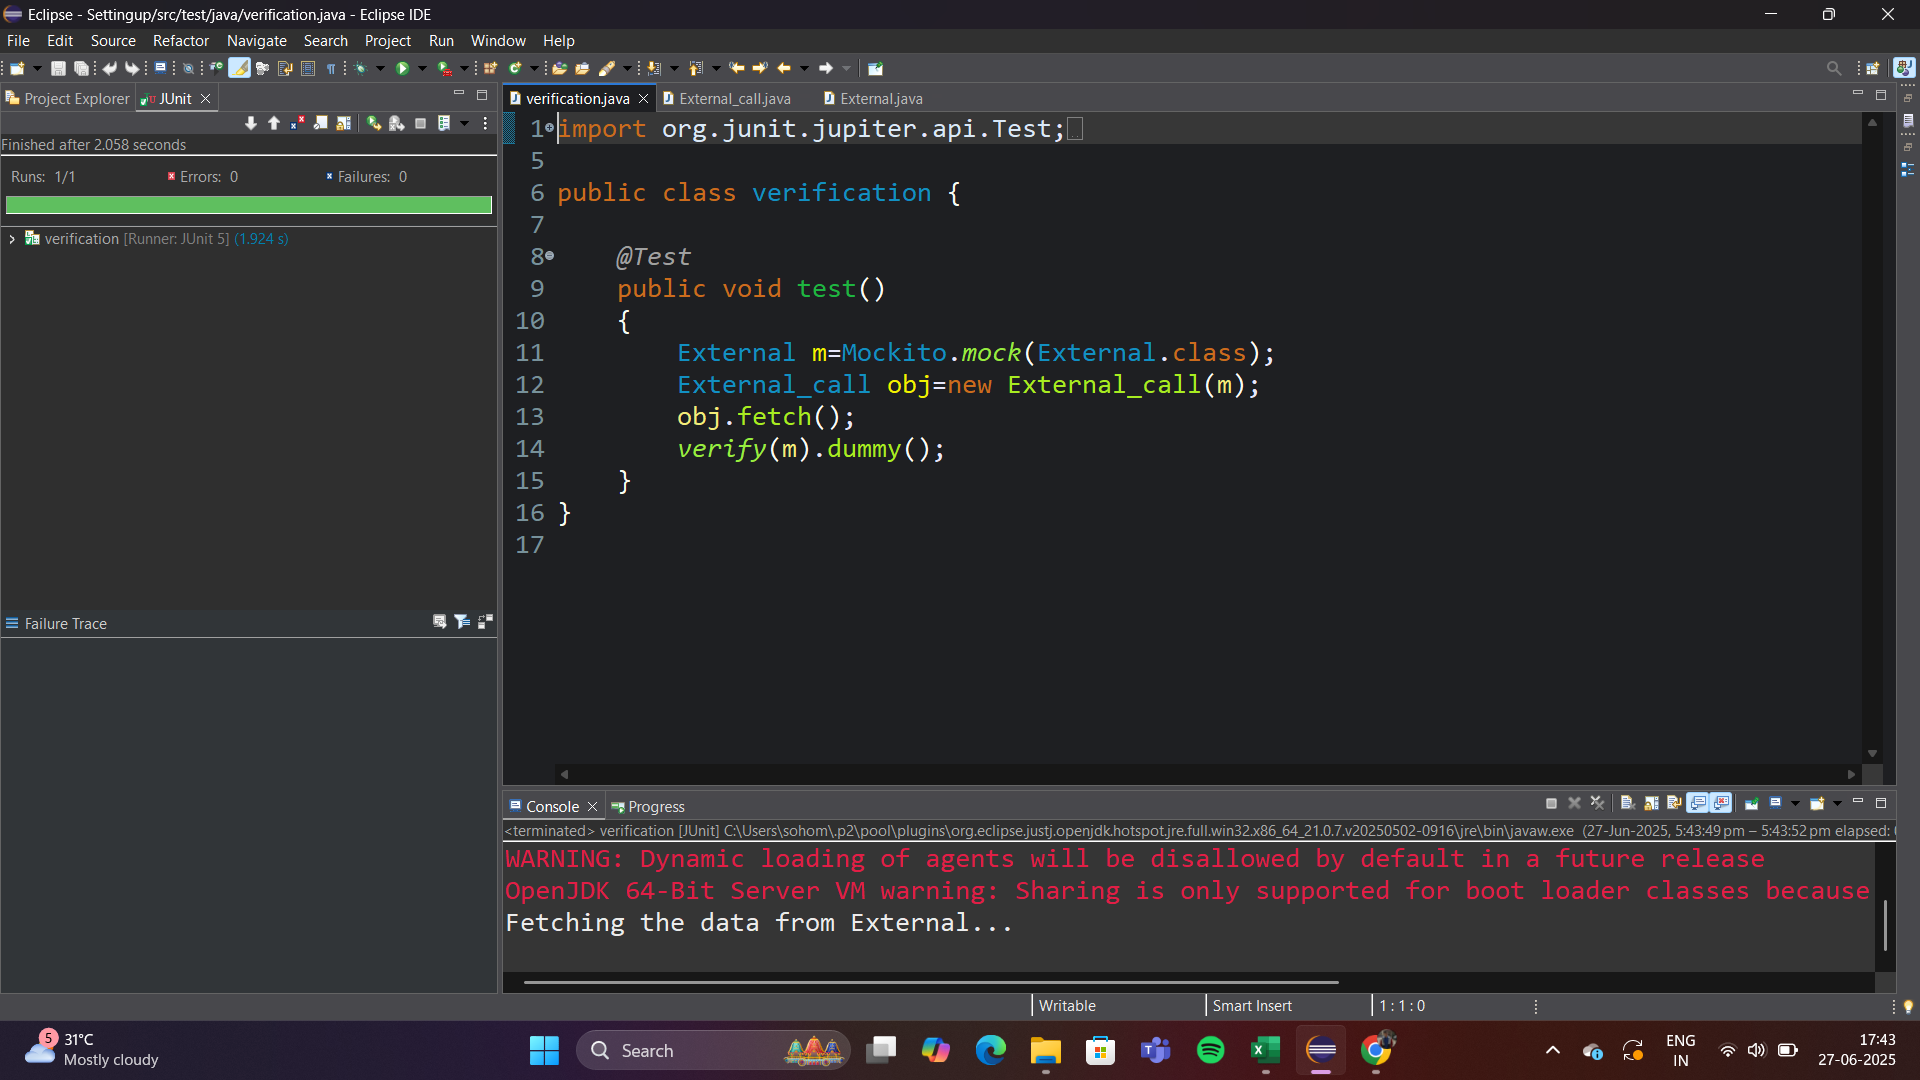 Eclipse - Settingup/src/test/java/verification.java - Eclipse IDE
File Edit Source Refactor Navigate Search Project Run Window Help
Project Explorer JUnit
Finished after 2.058 seconds
Runs: 1/1 Errors: 0 Failures: 0
verification [Runner: JUnit 5] (1.924 s)
Failure Trace
verification.java External_call.java External.java
1 import org.junit.jupiter.api.Test;
5
6 public class verification {
7
8 @Test
9 public void test()
10 {
11 External m=Mockito.mock(External.class);
12 External_call obj=new External_call(m);
13 obj.fetch();
14 verify(m).dummy();
15 }
16 }
17
Console Progress
<terminated> verification [JUnit] C:\Users\sohom\.p2\pool\plugins\org.eclipse.justj.openjdk.hotspot.jre.full.win32.x86_64_21.0.7.v20250502-0916\jre\bin\javaw.exe (27-Jun-2025, 5:43:49 pm – 5:43:52 pm elapsed:
WARNING: Dynamic loading of agents will be disallowed by default in a future release
OpenJDK 64-Bit Server VM warning: Sharing is only supported for boot loader classes because
Fetching the data from External...
Writable Smart Insert 1 : 1 : 0
5 31°C
Mostly cloudy
Search
ENG
IN
17:43
27-06-2025